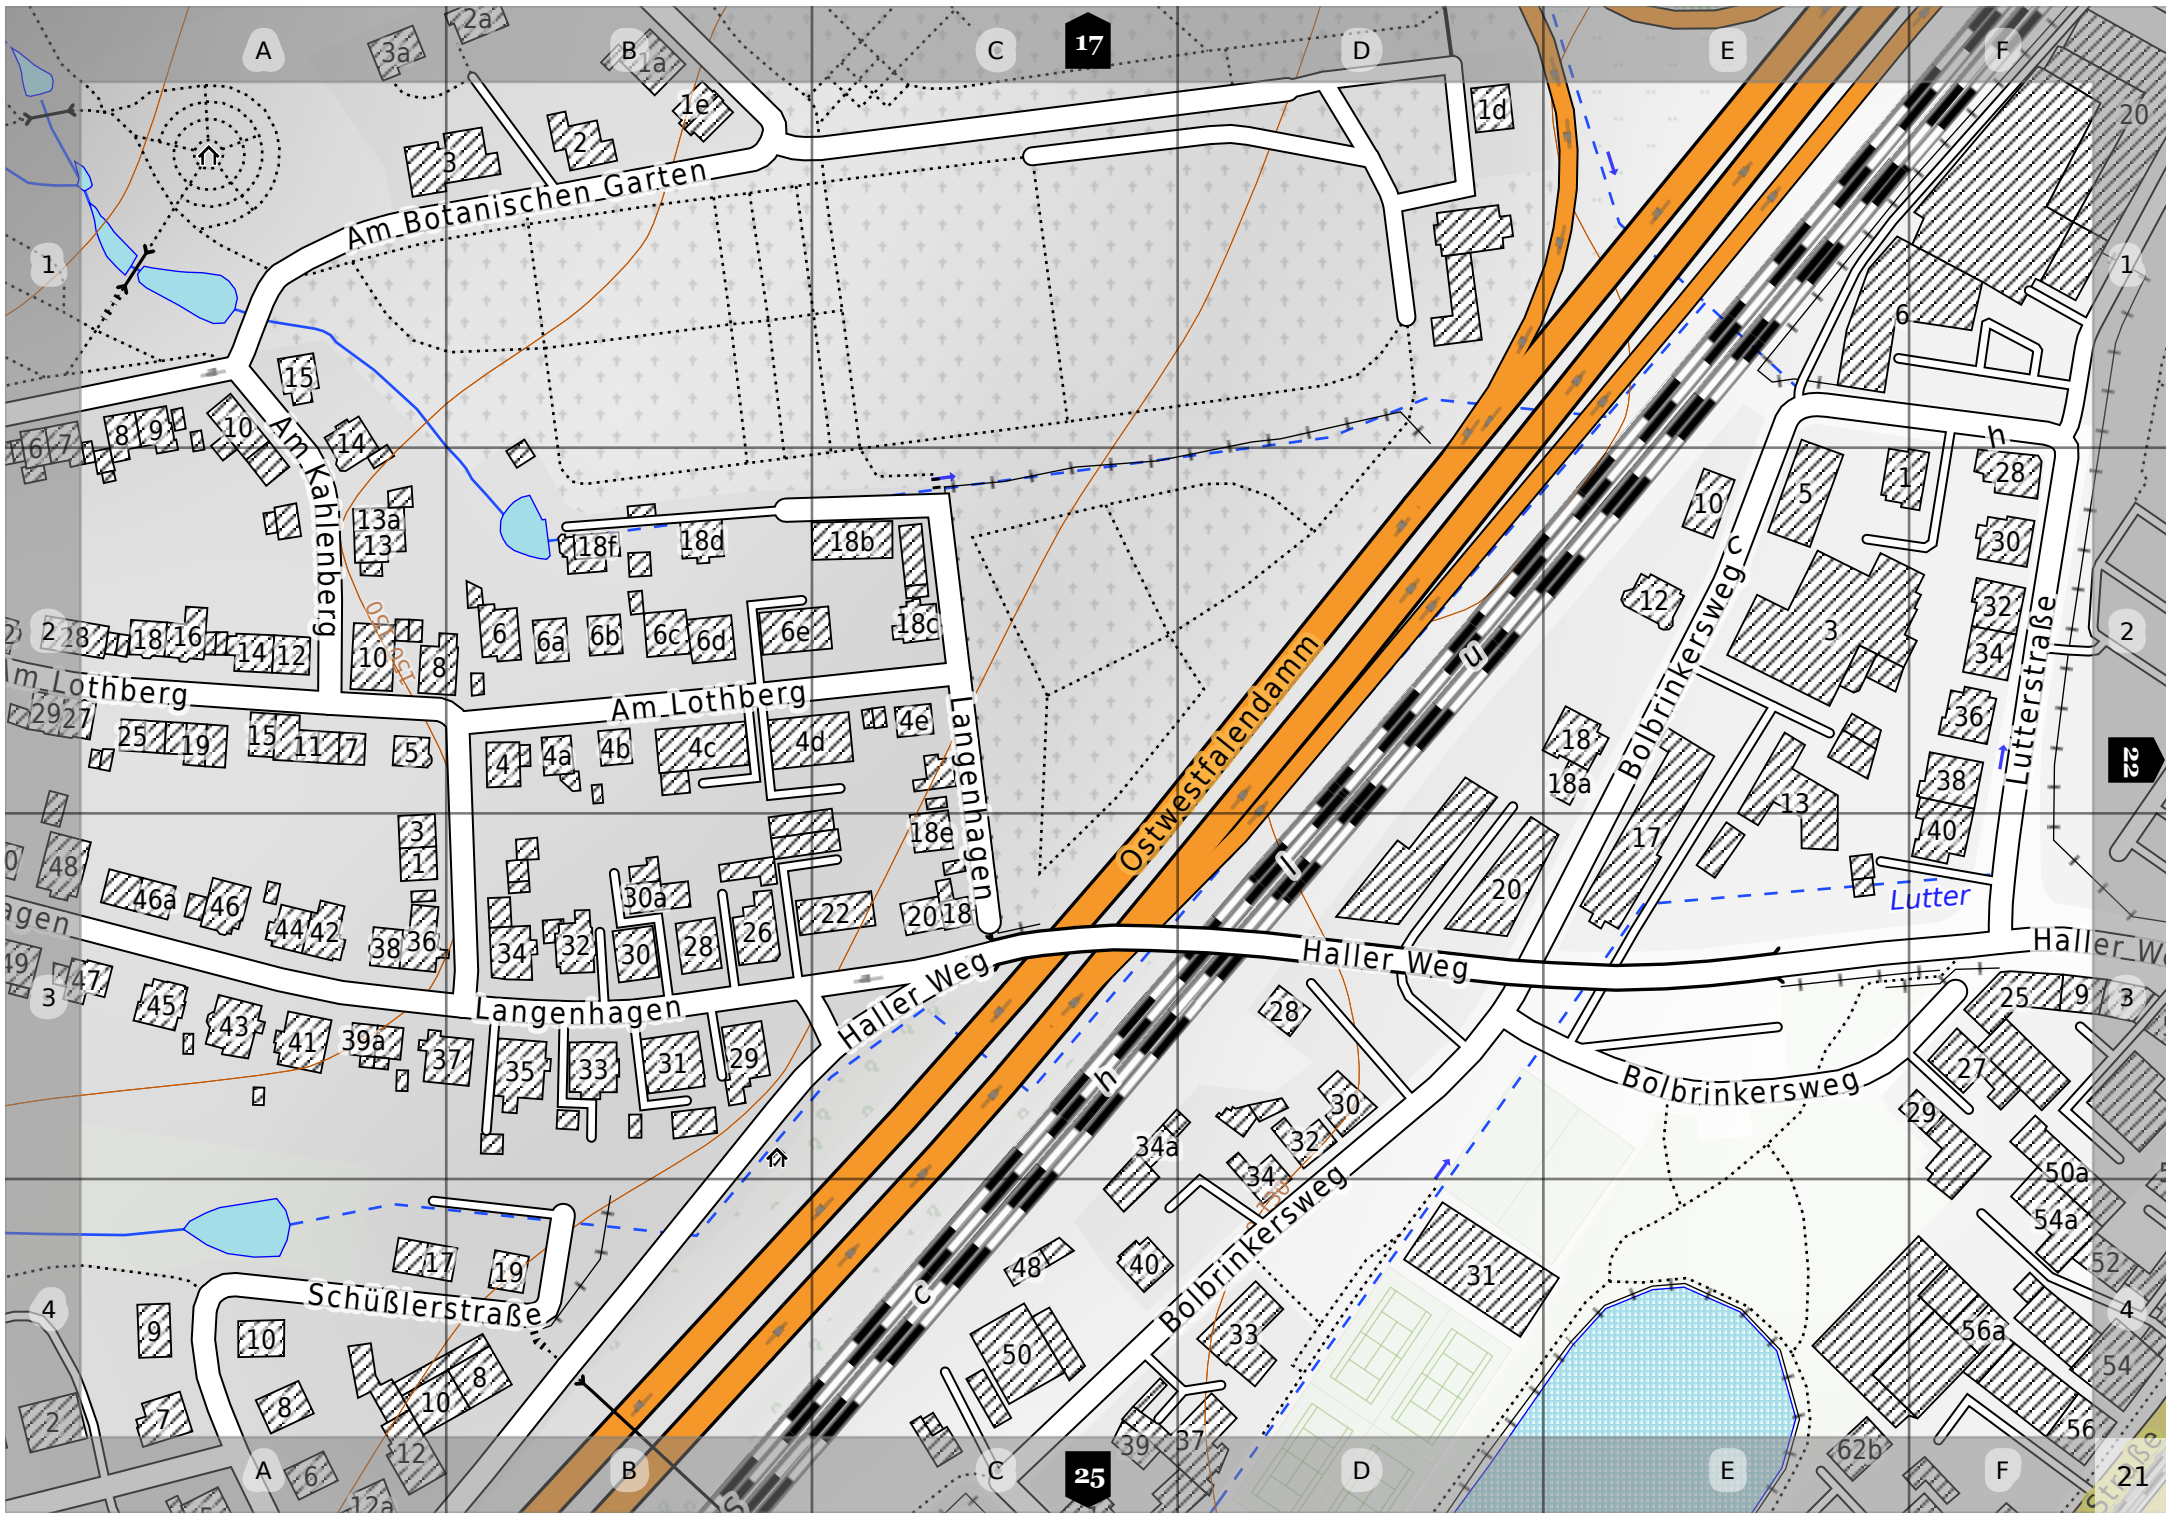 A
B
C
17
D
E
F
2a
3a
1a
1e
1d
20
2
3
Am Botanischen Garten
1
1
6
15
Am Kahlenberg
6
7
8
9
10
14
h
28
13a
13
18f
18d
18b
10
5
1
30
Bolbrinkersweg
c
12
3
32
34
36
Lutterstraße
2
2
28
18
16
14
12
10
8
150
150
6
6a
6b
6c
6d
6e
18c
u
Am Lothberg
Am Lothberg
Ostwestfalendamm
29
27
25
19
15
11
7
5
4
4a
4b
4c
4d
4e
Langenhagen
18
18a
13
38
40
22
17
3
1
18e
l
20
48
46a
46
44
42
38
36
34
32
30a
30
28
26
22
20
18
Lutter
agen
Haller Weg
Haller Weg
Haller We
49
47
45
43
41
39a
37
Langenhagen
35
33
31
29
28
3
25
9
3
27
29
Bolbrinkersweg
h
30
32
34
34a
50a
54a
52
Bolbrinkersweg
17
19
Schüßlerstraße
48
40
31
33
50
c
4
4
9
10
7
8
10
8
2
12
12a
6
56a
54
56
39
37
62b
A
B
S
C
25
D
E
F
21
Straße